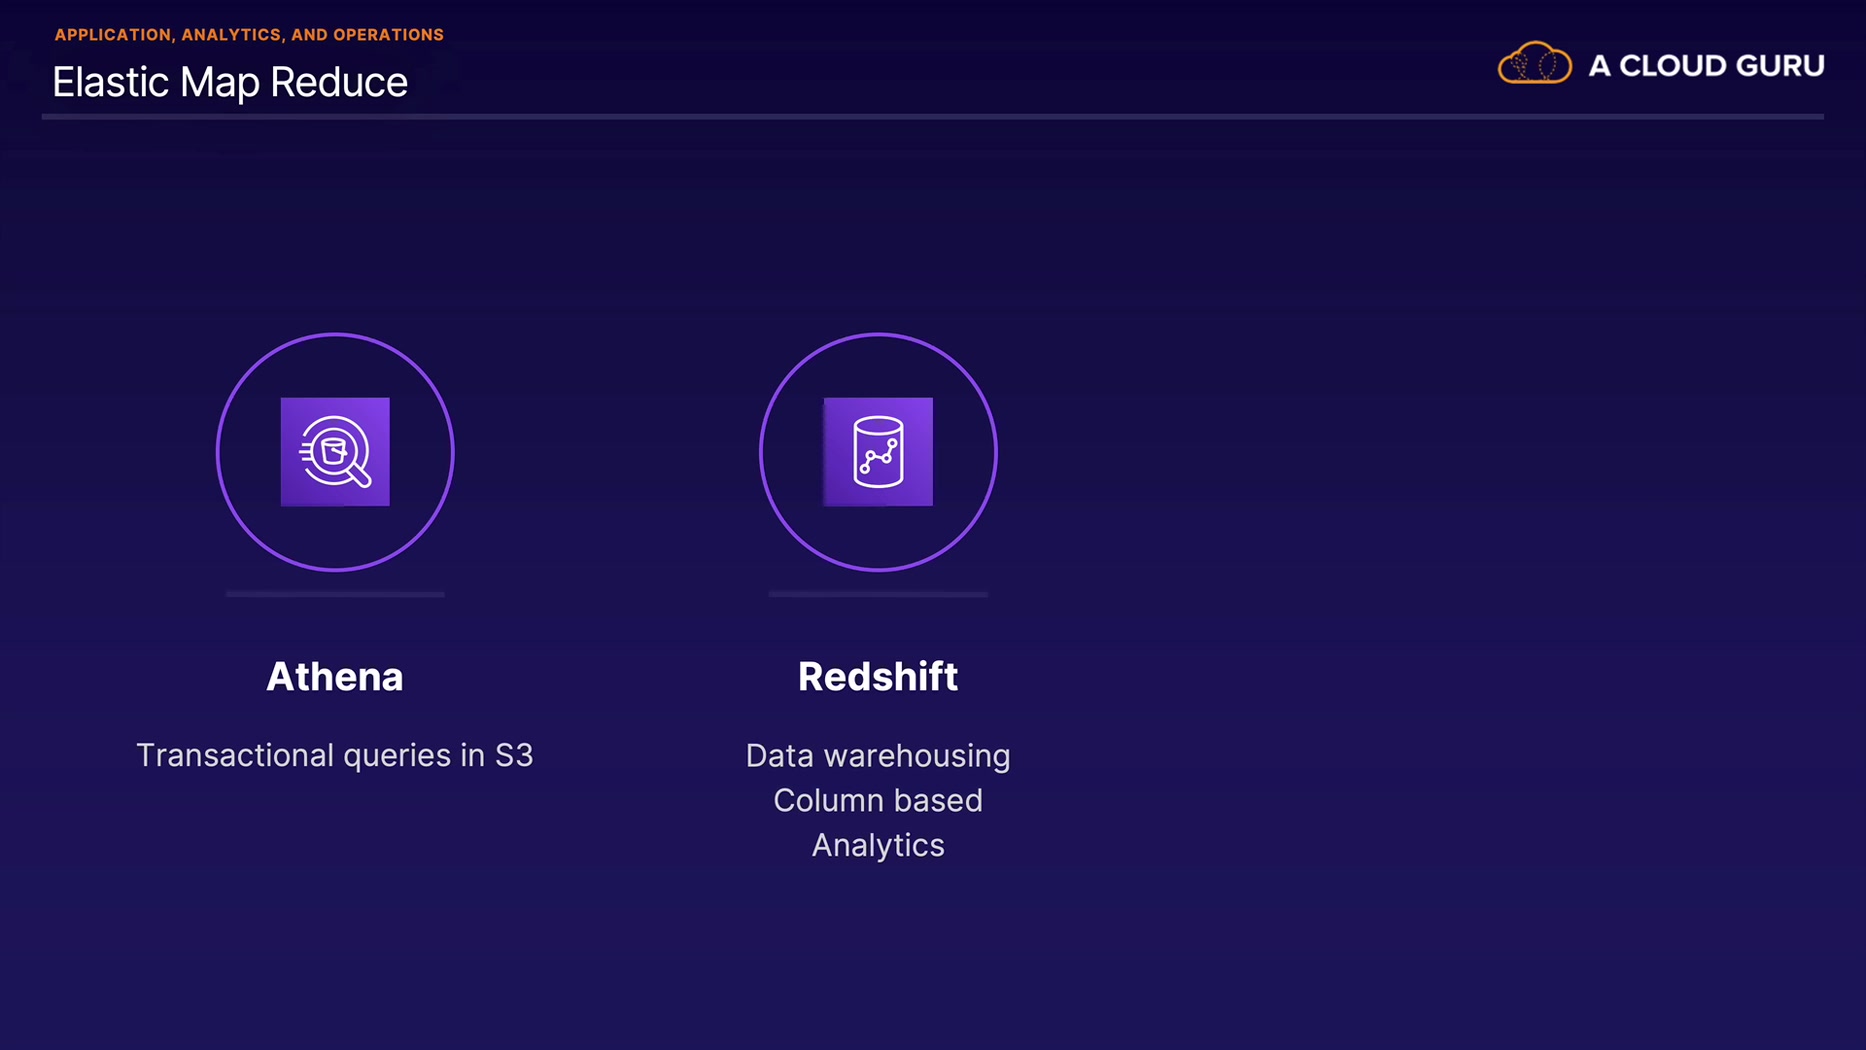 APPLICATION, ANALYTICS, AND OPERATIONS
Elastic Map Reduce
A CLOUD GURU
Athena
Transactional queries in S3
Redshift
Data warehousing
Column based
Analytics